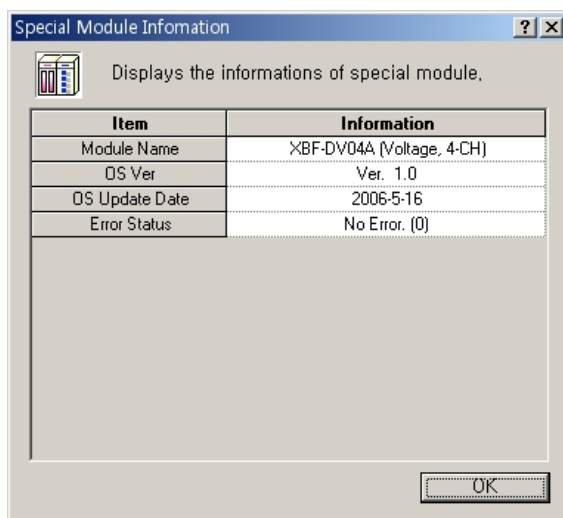 Special Module Infomation
Displays the informations of special module,
Item Information
Module Name XBF-DV04A (Voltage, 4-CH)
OS Ver Ver. 1.0
OS Update Date 2006-5-16
Error Status No Error. (0)
OK